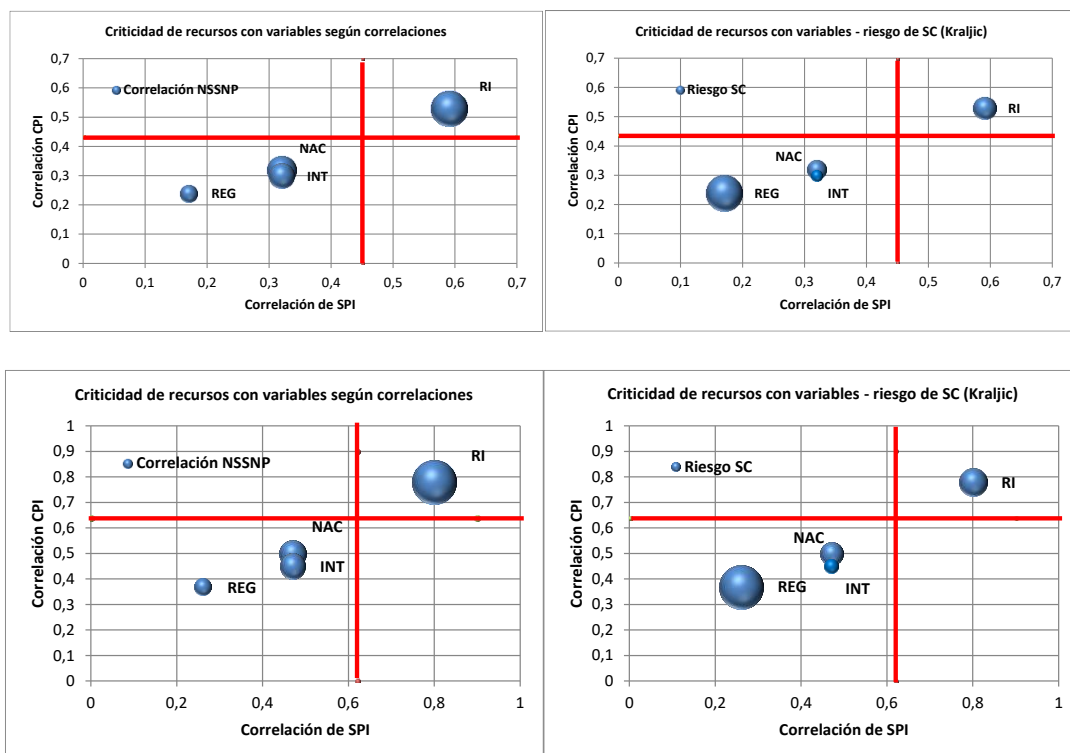 Criticidad de recursos con variables según correlaciones
0,7
0,6
0,5
0,4
0,3
0,2
0,1
0
Correlación CPI
Correlación NSSNP
RI
NAC
INT
REG
0 0,1 0,2 0,3 0,4 0,5 0,6 0,7
Correlación de SPI
Criticidad de recursos con variables - riesgo de SC (Kraljic)
0,7
0,6
0,5
0,4
0,3
0,2
0,1
0
Correlación CPI
Riesgo SC
RI
NAC
INT
REG
0 0,1 0,2 0,3 0,4 0,5 0,6 0,7
Correlación de SPI
Criticidad de recursos con variables según correlaciones
1
0,9
0,8
0,7
0,6
0,5
0,4
0,3
0,2
0,1
0
Correlación CPI
Correlación NSSNP
RI
NAC
INT
REG
0 0,2 0,4 0,6 0,8 1
Correlación de SPI
Criticidad de recursos con variables - riesgo de SC (Kraljic)
1
0,9
0,8
0,7
0,6
0,5
0,4
0,3
0,2
0,1
0
Correlación CPI
Riesgo SC
RI
NAC
INT
REG
0 0,2 0,4 0,6 0,8 1
Correlación de SPI